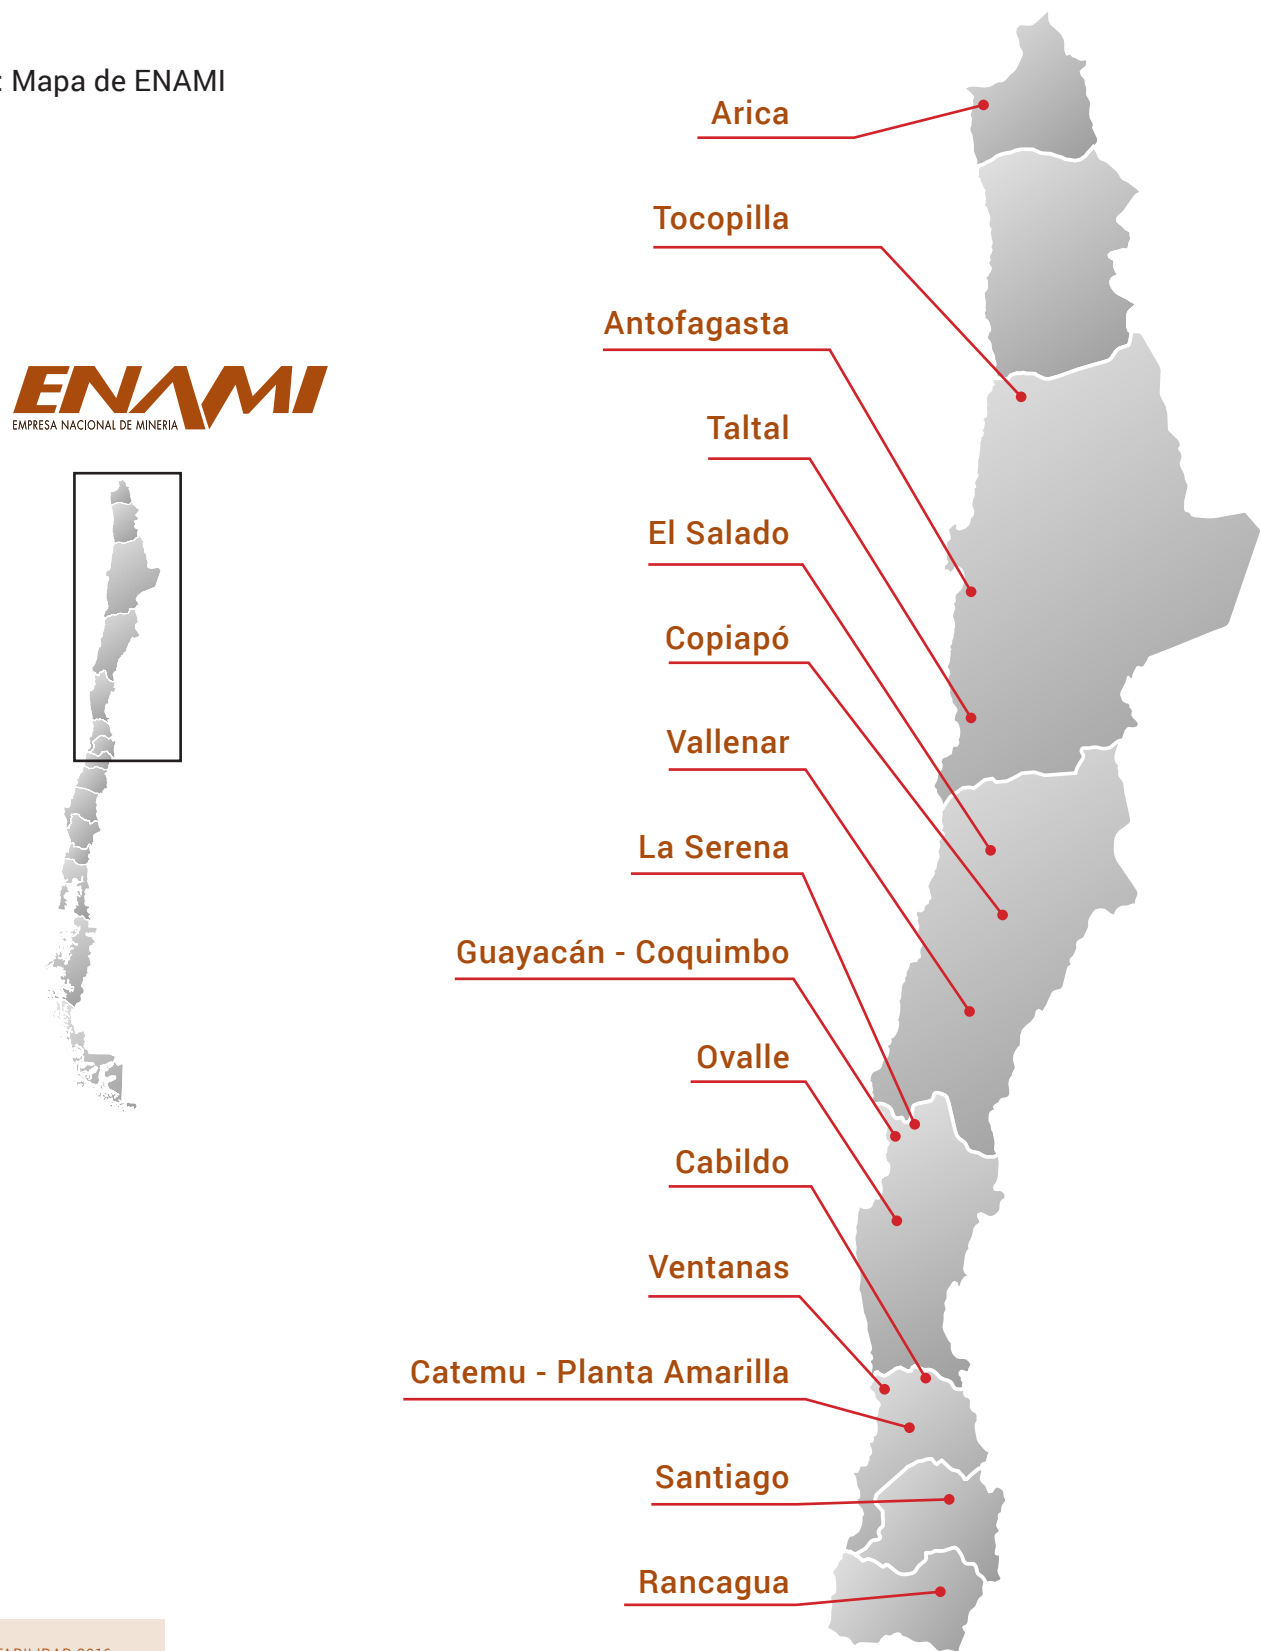 : Mapa de ENAMI
Arica
Tocopilla
Antofagasta
ENAMI
EMPRESA NACIONAL DE MINERIA
Taltal
El Salado
Copiapó
Vallenar
La Serena
Guayacán - Coquimbo
Ovalle
Cabildo
Ventanas
Catemu - Planta Amarilla
Santiago
Rancagua